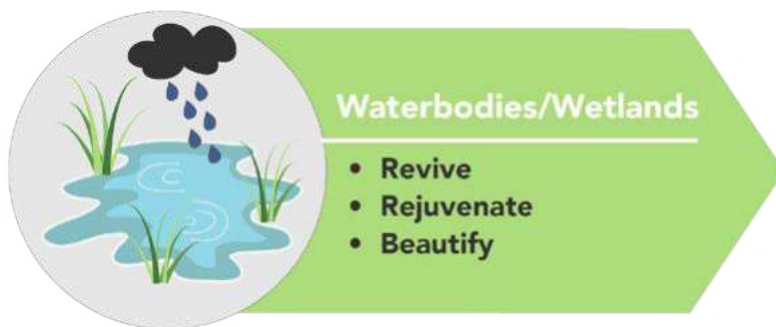 Waterbodies/Wetlands
• Revive
• Rejuvenate
• Beautify